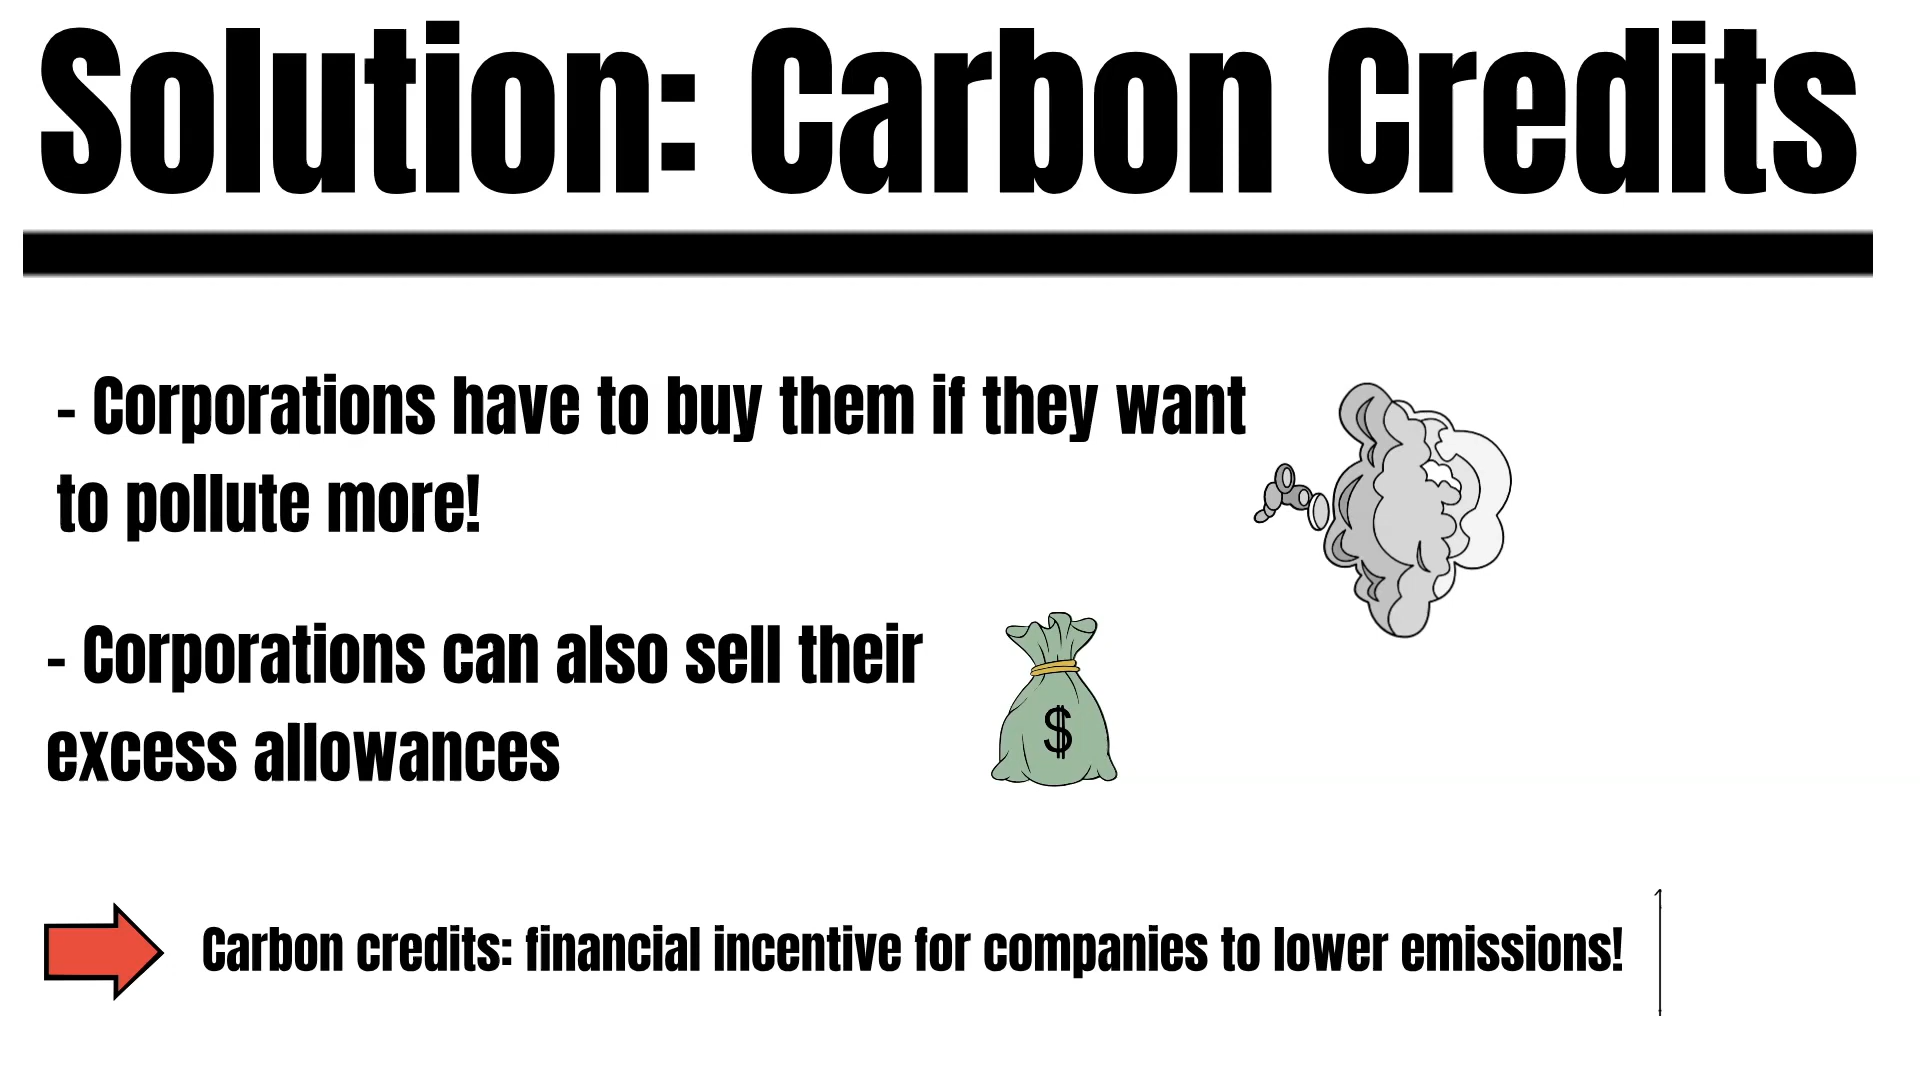 Solution: Carbon Credits
- Corporations have to buy them if they want
to pollute more!
- Corporations can also sell their
excess allowances
$
Carbon credits: financial incentive for companies to lower emissions!